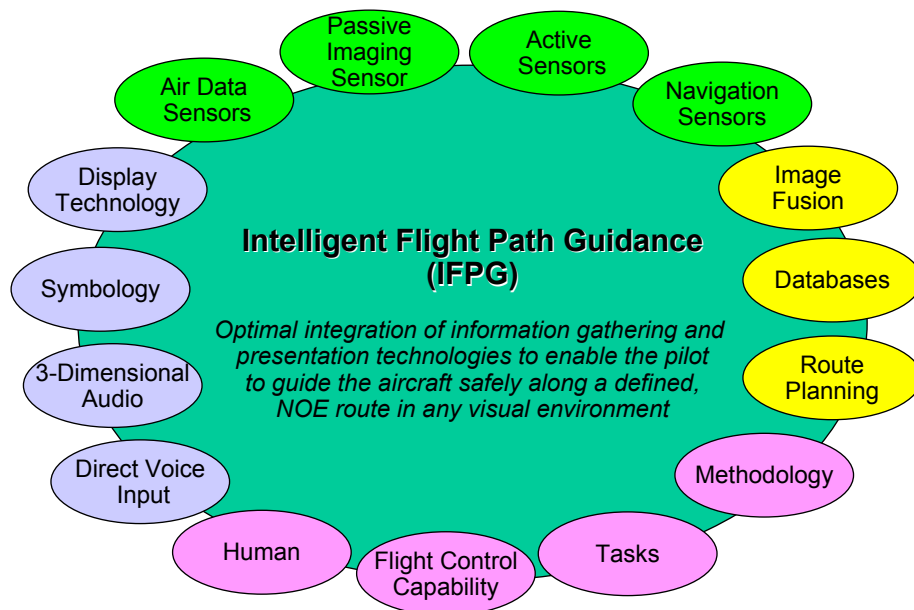 Passive
Imaging
Sensor
Active
Sensors
Air Data
Sensors
Navigation
Sensors
Display
Technology
Image
Fusion
Symbology
Databases
3-Dimensional
Audio
Route
Planning
Direct Voice
Input
Methodology
Human
Flight Control
Capability
Tasks
Intelligent Flight Path Guidance
(IFPG)
Optimal integration of information gathering and
presentation technologies to enable the pilot
to guide the aircraft safely along a defined,
NOE route in any visual environment